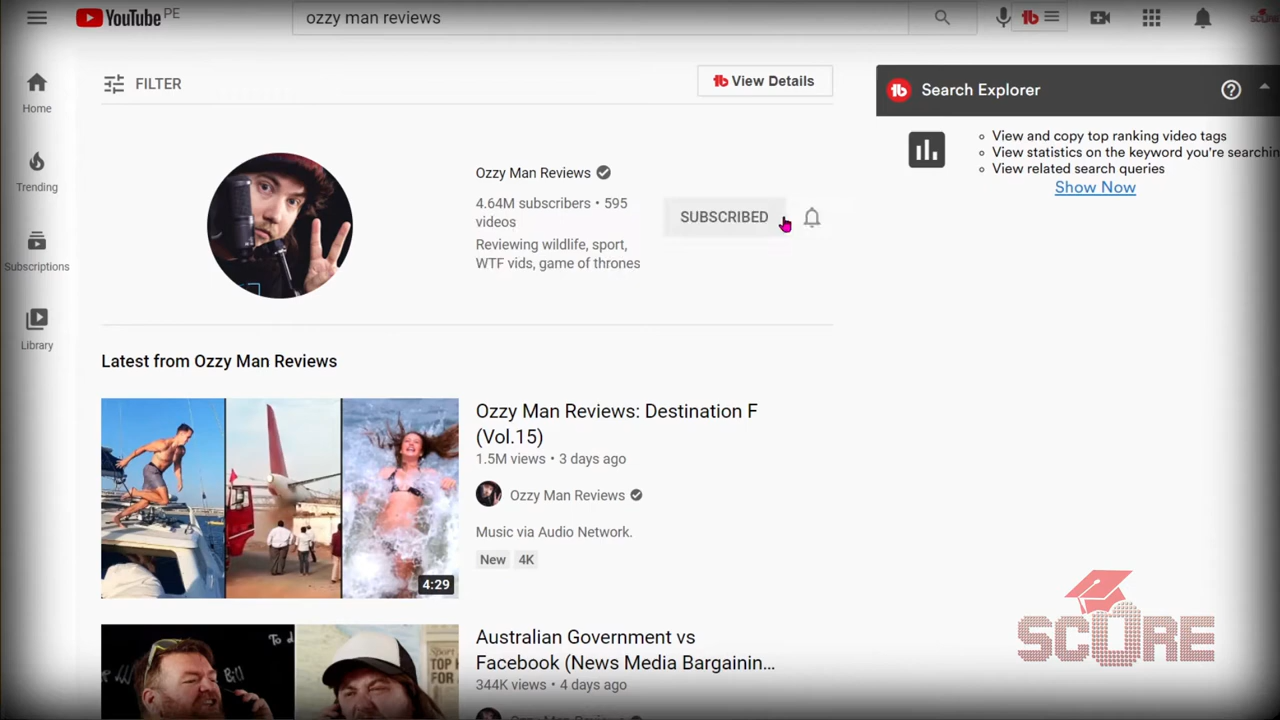 YouTube PE
ozzy man reviews
tb
Home
Trending
Subscriptions
Library
FILTER
tb View Details
tb Search Explorer
View and copy top ranking video tags
View statistics on the keyword you're searchin
View related search queries
Show Now
Ozzy Man Reviews
4.64M subscribers • 595
videos
Reviewing wildlife, sport,
WTF vids, game of thrones
SUBSCRIBED
Latest from Ozzy Man Reviews
Ozzy Man Reviews: Destination F
(Vol.15)
1.5M views • 3 days ago
Ozzy Man Reviews
Music via Audio Network.
New 4K
4:29
Australian Government vs
Facebook (News Media Bargainin...
344K views • 4 days ago
SCORE